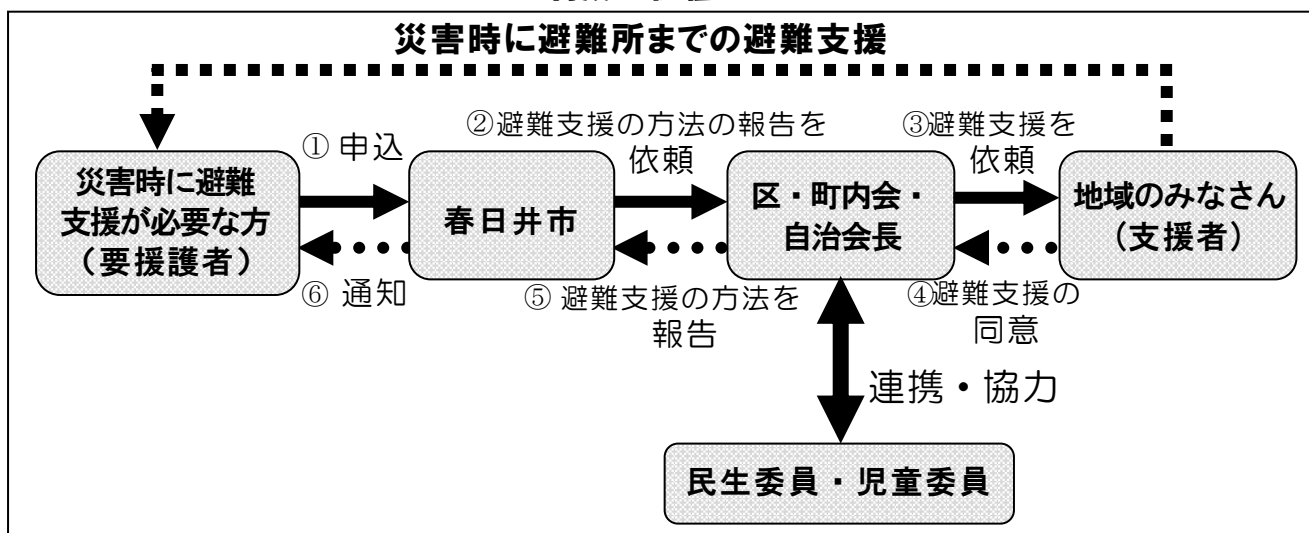 災害時に避難所までの避難支援
① 申込
②避難支援の方法の報告を
依頼
③避難支援を
依頼
災害時に避難
支援が必要な方
(要援護者)
春日井市
区・町内会・
自治会長
地域のみなさん
(支援者)
⑥ 通知
⑤ 避難支援の方法を
報告
④避難支援の
同意
連携・協力
民生委員・児童委員